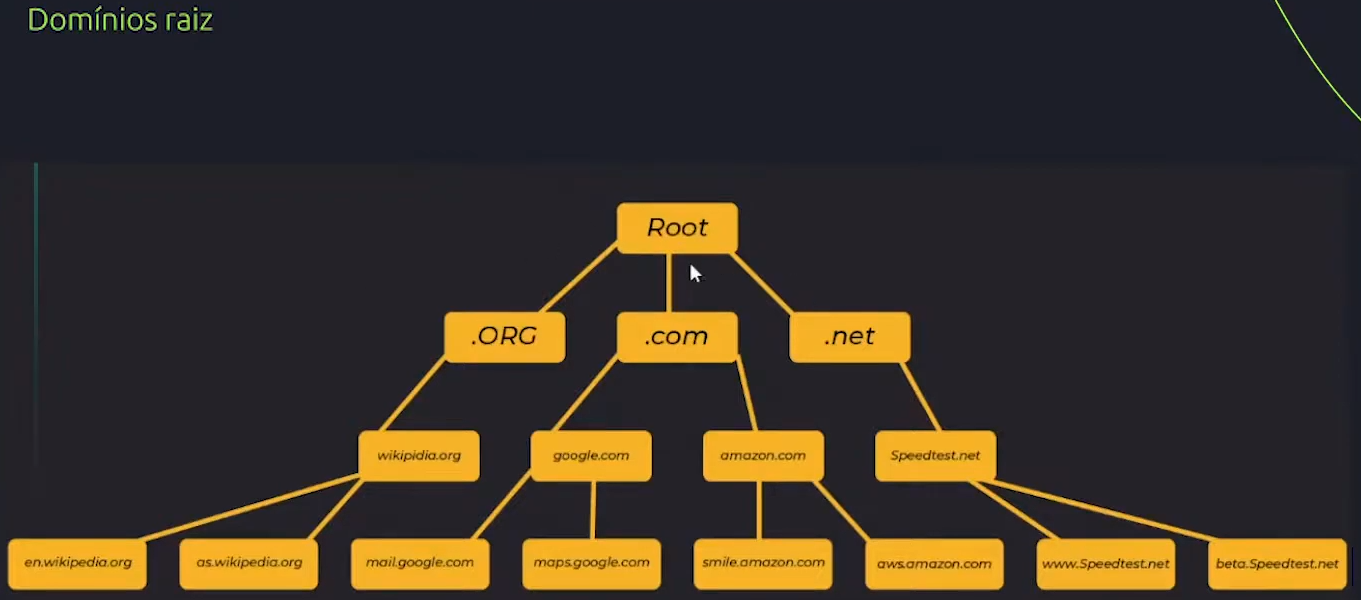 Domínios raiz
Root
.ORG
.com
.net
wikipidia.org
google.com
amazon.com
Speedtest.net
en.wikipedia.org
as.wikipedia.org
mail.google.com
maps.google.com
smile.amazon.com
aws.amazon.com
www.Speedtest.net
beta.Speedtest.net